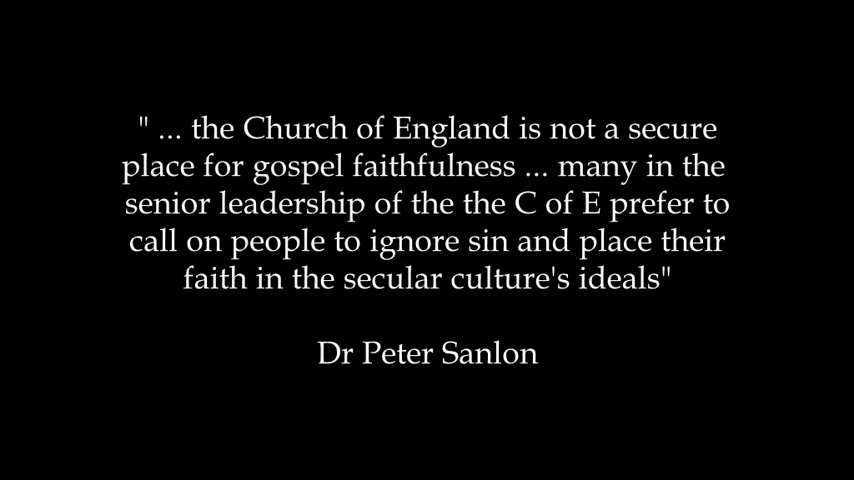 " ... the Church of England is not a secure
place for gospel faithfulness ... many in the
senior leadership of the the C of E prefer to
call on people to ignore sin and place their
faith in the secular culture's ideals"
Dr Peter Sanlon